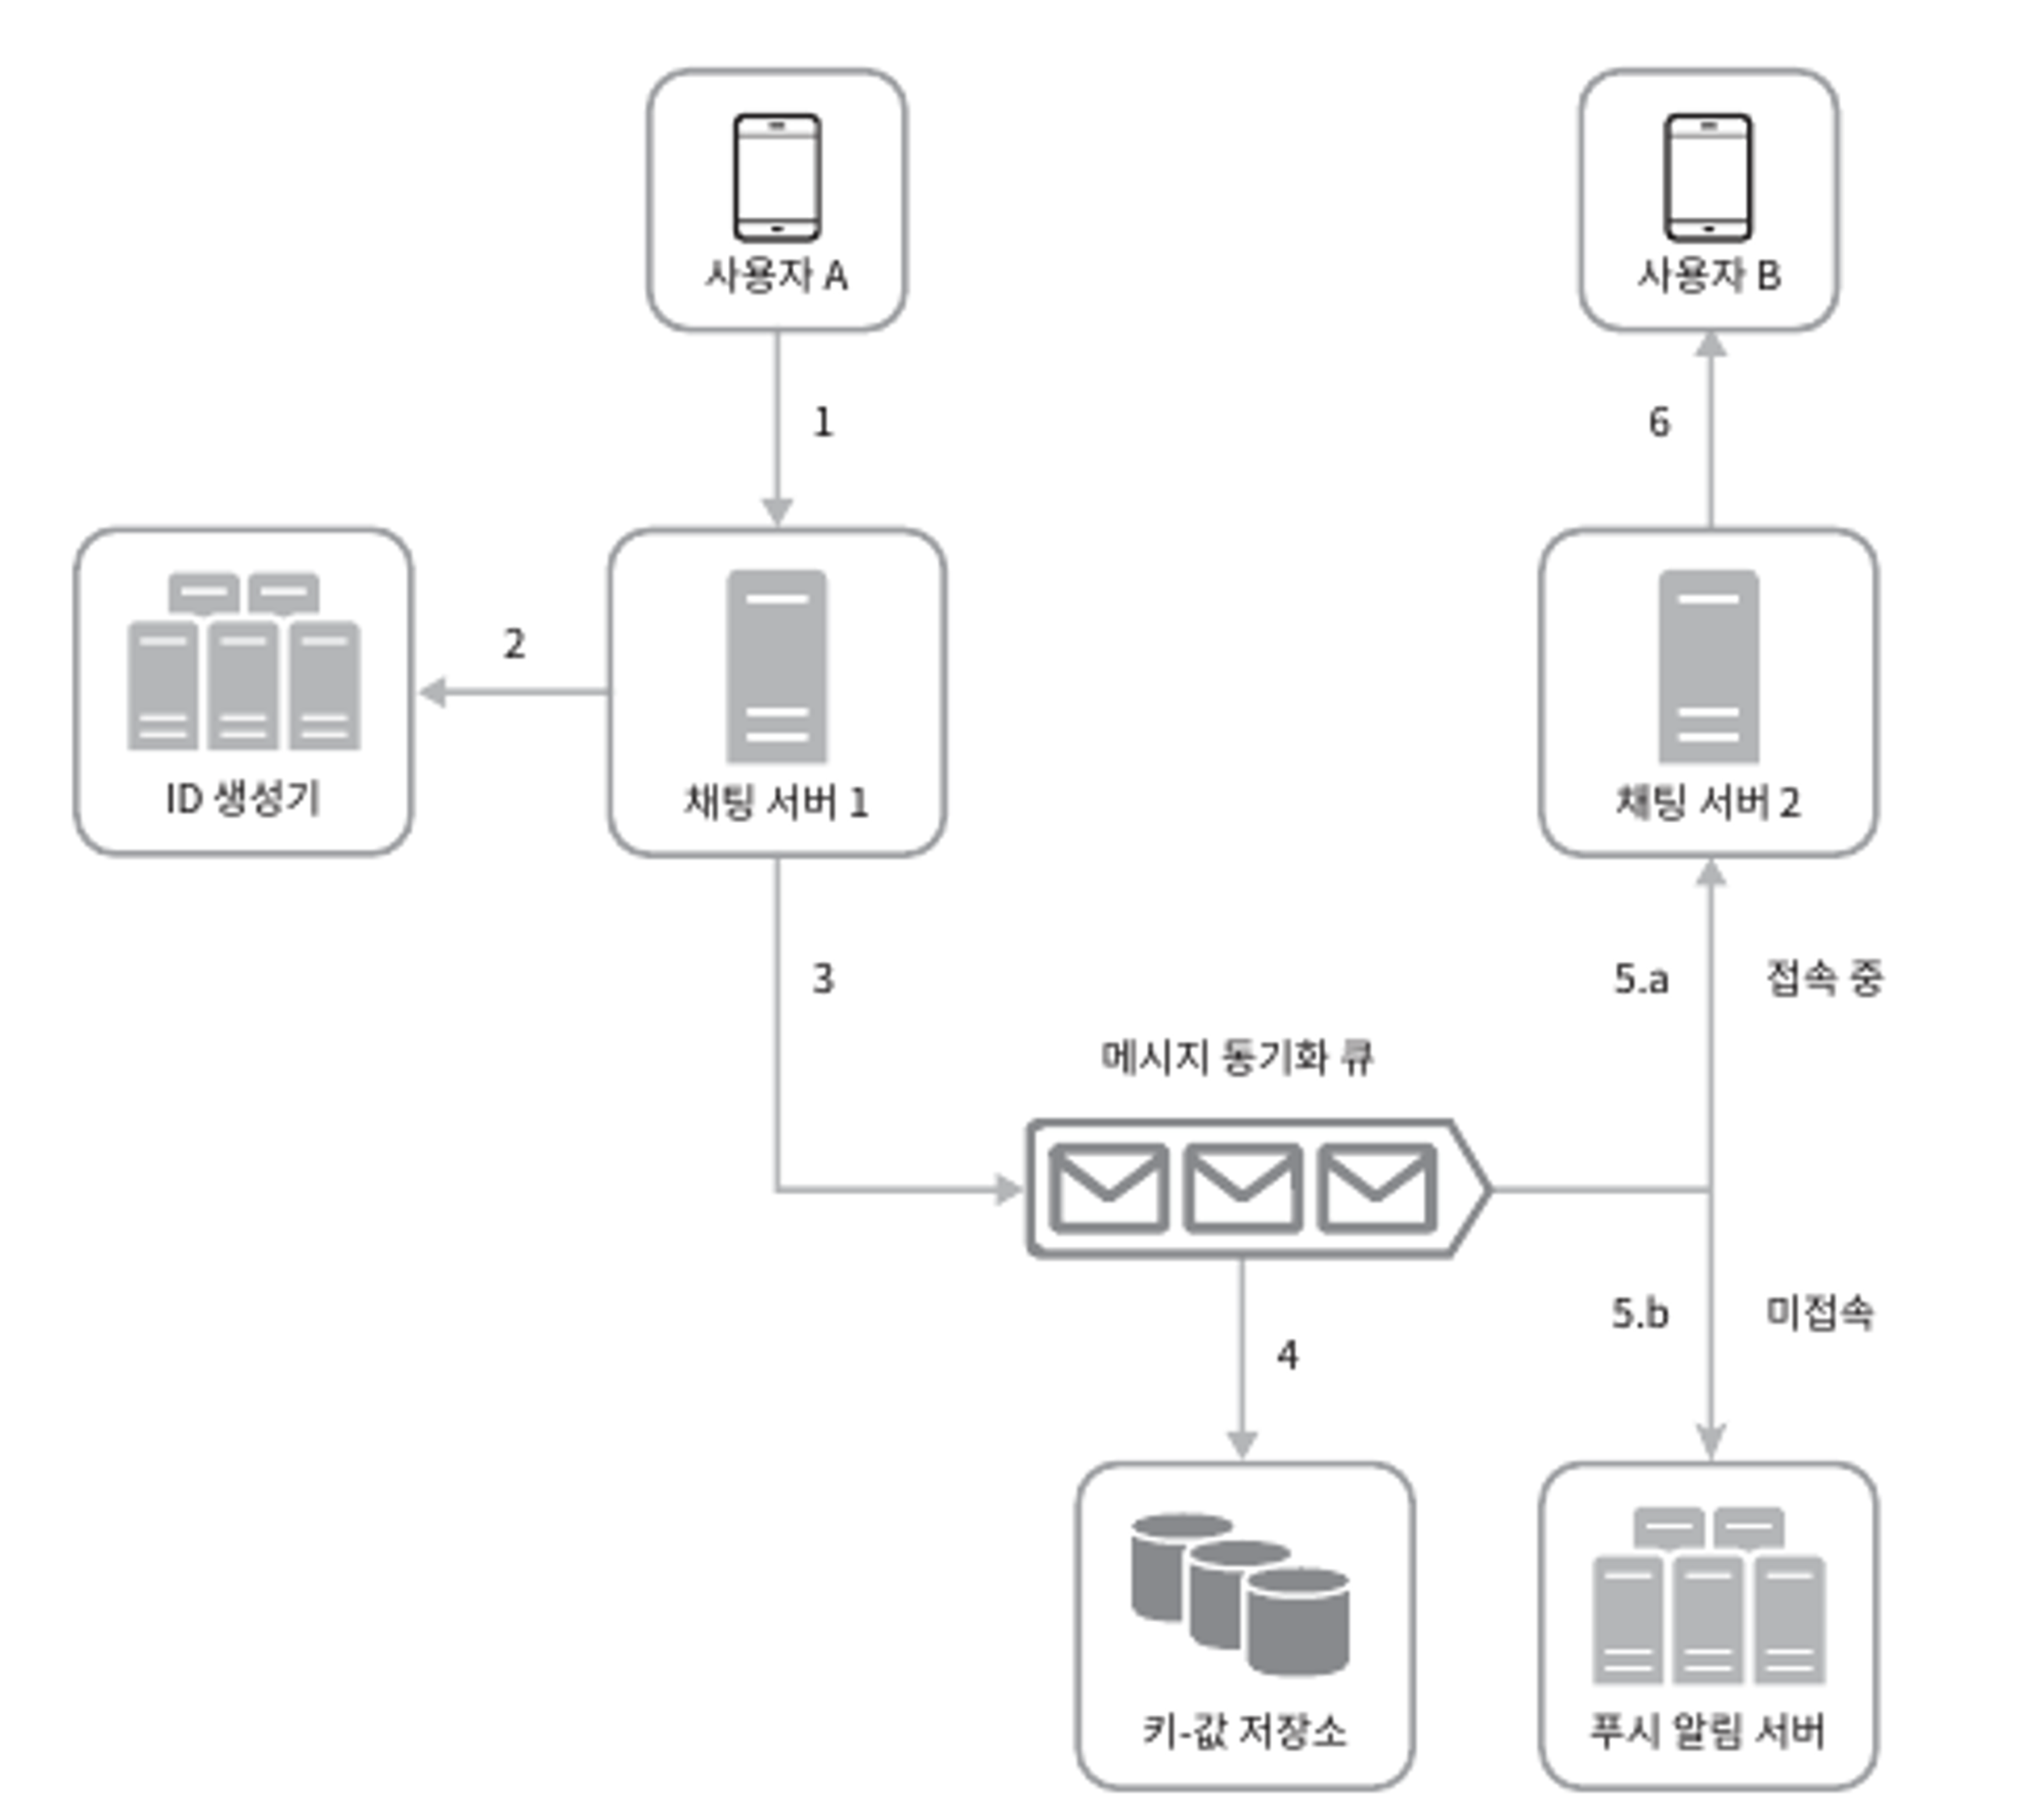 사용자 A
사용자 B
1
6
2
ID 생성기
채팅 서버 1
채팅 서버 2
3
5.a
접속 중
메시지 동기화 큐
5.b
미접속
4
키-값 저장소
푸시 알림 서버